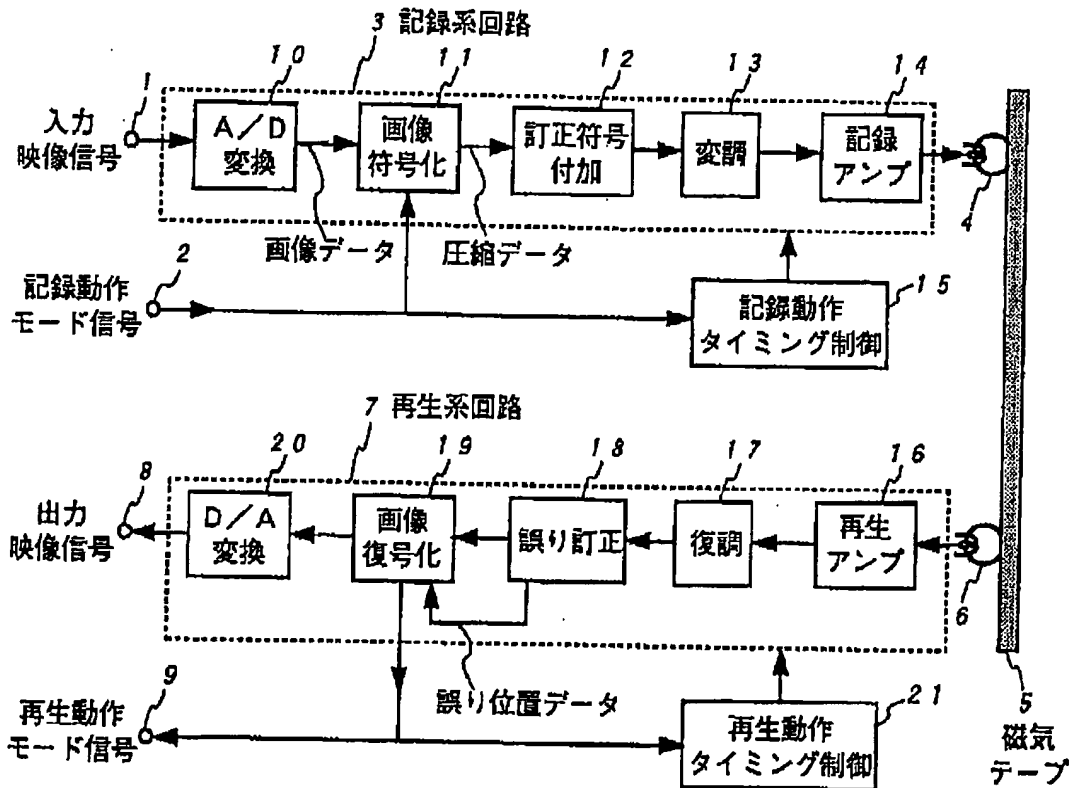 3 記録系回路
1
10
11
12
13
14
入力
映像信号
A/D
変換
画像
符号化
訂正符号
付加
変調
記録
アンプ
4
画像データ
圧縮データ
2
記録動作
モード信号
15
記録動作
タイミング制御
7 再生系回路
8
20
19
18
17
16
出力
映像信号
D/A
変換
画像
復号化
誤り訂正
復調
再生
アンプ
6
誤り位置データ
9
再生動作
モード信号
21
再生動作
タイミング制御
5
磁気
テープ